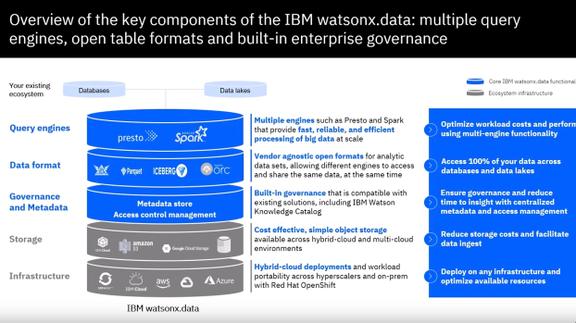 Overview of the key components of the IBM watsonx.data: multiple query
engines, open table formats and built-in enterprise governance
Core IBM watsonx.data functional
Ecosystem infrastructure
Your existing
ecosystem
Databases
Data lakes
Query engines
presto
Spark
Multiple engines such as Presto and Spark
that provide fast, reliable, and efficient
processing of big data at scale
Optimize workload costs and perform
using multi-engine functionality
Data format
Parquet
ICEBERG
ORC
Vendor agnostic open formats for analytic
data sets, allowing different engines to access
and share the same data, at the same time
Access 100% of your data across
databases and data lakes
Governance
and Metadata
Metadata store
Access control management
Built-in governance that is compatible with
existing solutions, including IBM Watson
Knowledge Catalog
Ensure governance and reduce
time to insight with centralized
metadata and access management
Storage
amazon
S3
Google Cloud Storage
Cost effective, simple object storage
available across hybrid-cloud and multi-cloud
environments
Reduce storage costs and facilitate
data ingest
Infrastructure
IBM Cloud
aws
Azure
Hybrid-cloud deployments and workload
portability across hyperscalers and on-prem
with Red Hat OpenShift
Deploy on any infrastructure and
optimize available resources
IBM watsonx.data